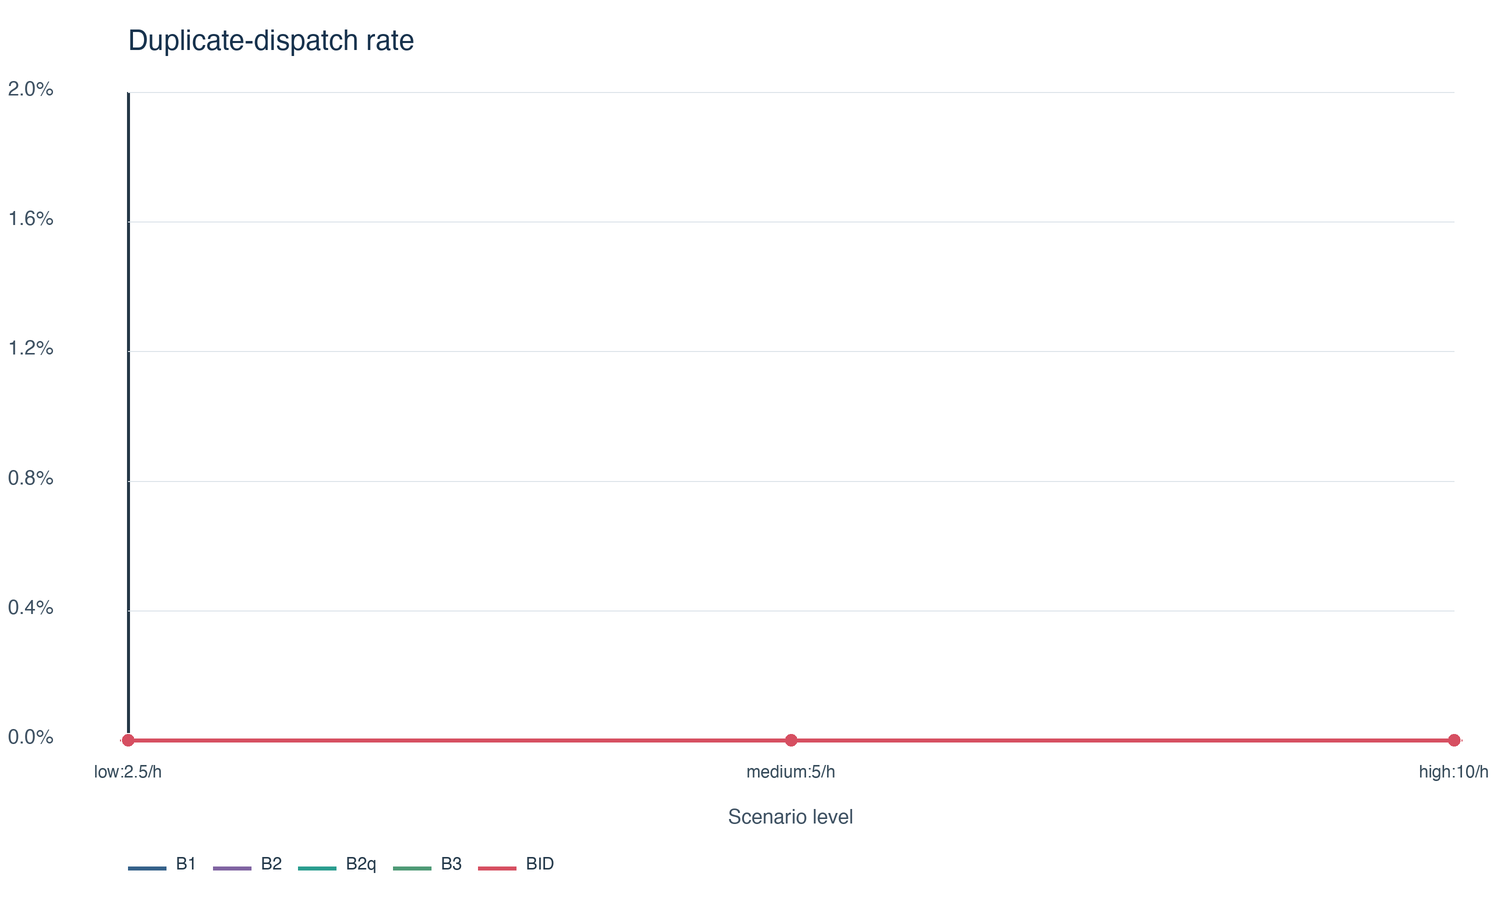 Duplicate-dispatch rate
2.0%
1.6%
1.2%
0.8%
0.4%
0.0%
low:2.5/h medium:5/h high:10/h
Scenario level
B1 B2 B2q B3 BID